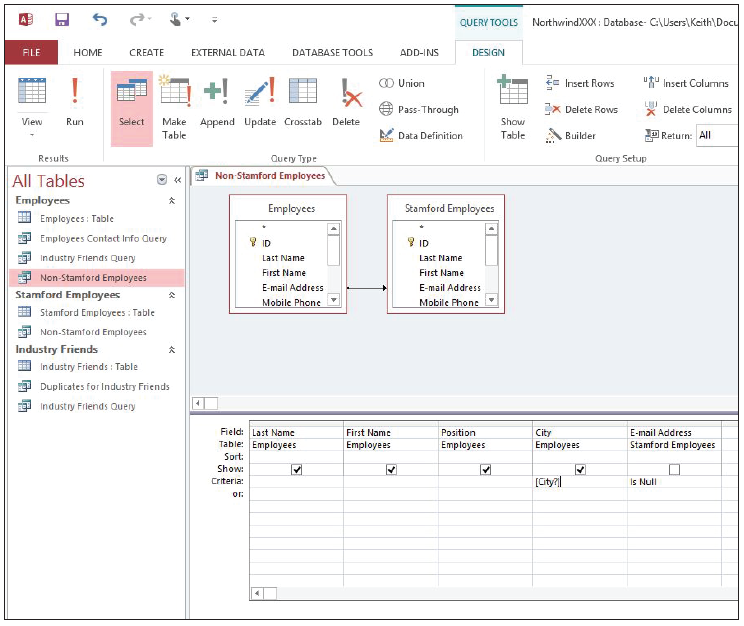 QUERY TOOLS NorthwindXXX : Database- C:\Users\Keith\Docu
FILE HOME CREATE EXTERNAL DATA DATABASE TOOLS ADD-INS DESIGN
View Run Select Make Table Append Update Crosstab Delete
Union
Pass-Through
Data Definition
Show Table
Insert Rows
Delete Rows
Builder
Insert Columns
Delete Columns
Return: All
Results Query Type Query Setup
All Tables
Employees
Employees : Table
Employees Contact Info Query
Industry Friends Query
Non-Stamford Employees
Stamford Employees
Stamford Employees : Table
Non-Stamford Employees
Industry Friends
Industry Friends : Table
Duplicates for Industry Friends
Industry Friends Query
Non-Stamford Employees
Employees
*
ID
Last Name
First Name
E-mail Address
Mobile Phone
Stamford Employees
*
ID
Last Name
First Name
E-mail Address
Mobile Phone
Field: Last Name First Name Position City E-mail Address
Table: Employees Employees Employees Employees Stamford Employees
Sort:
Show:
Criteria: [City?] Is Null
or: